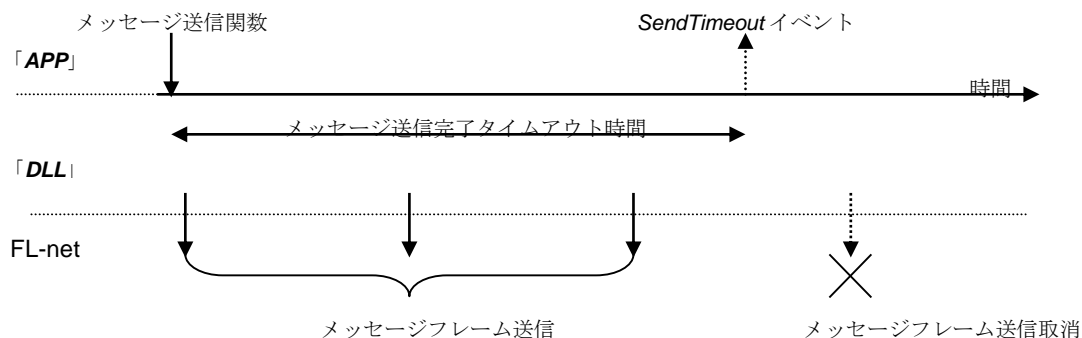 メッセージ送信関数
SendTimeout イベント
「APP」
時間
メッセージ送信完了タイムアウト時間
「DLL」
FL-net
メッセージフレーム送信
メッセージフレーム送信取消